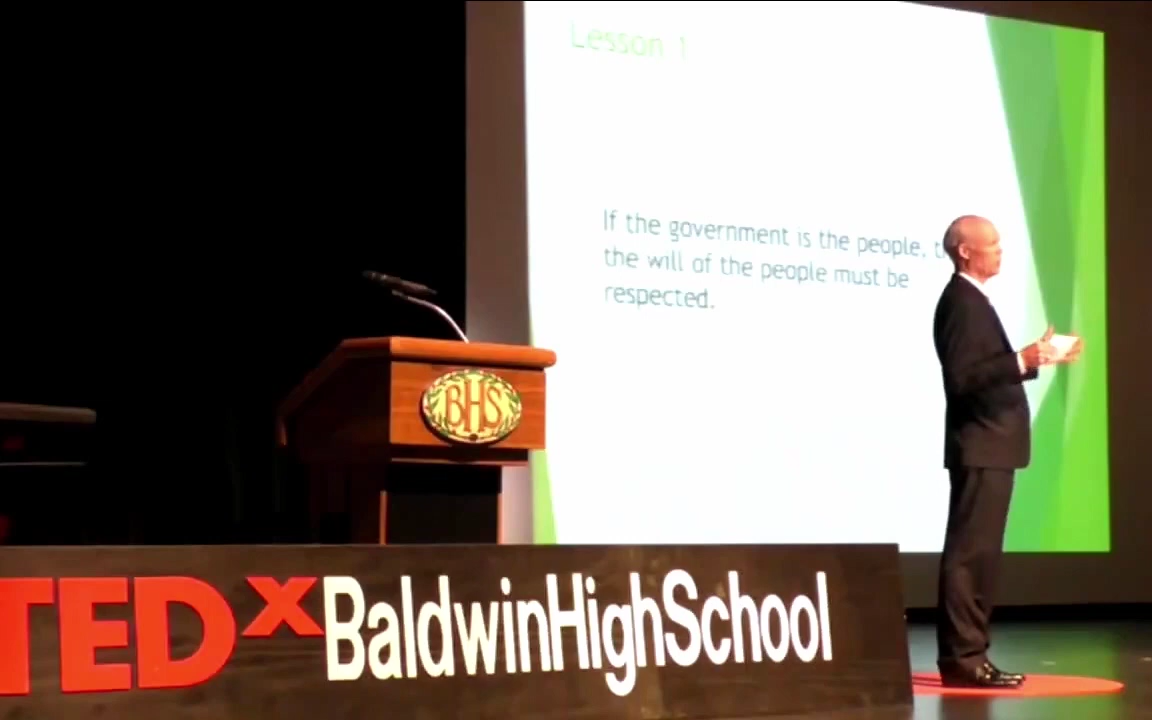 Lesson 1
If the government is the people,
the will of the people must be
respected.
BHS
TEDxBaldwinHighSchool